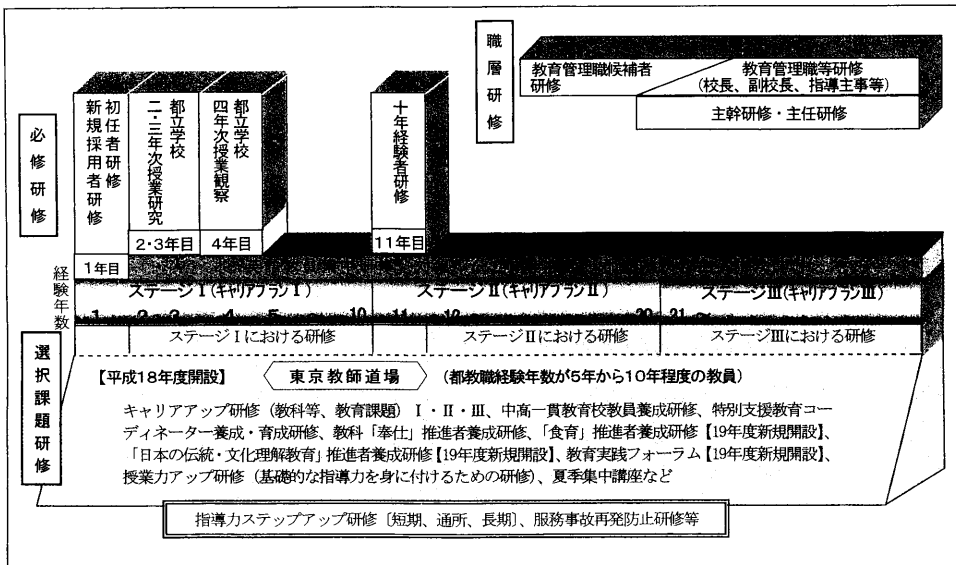 職層研修
教育管理職候補者
研修
教育管理職等研修
(校長、副校長、指導主事等)
主幹研修・主任研修
必修研修
初任者研修
新規採用者研修
1年目
都立学校
二・三年次授業研究
2・3年目
都立学校
四年次授業観察
4年目
十年経験者研修
11年目
経験年数
ステージⅠ(キャリアプランⅠ)
ステージⅡ(キャリアプランⅡ)
ステージⅢ(キャリアプランⅢ)
1 2 3 4 5 10 11 12 20 21 ~
ステージⅠにおける研修
ステージⅡにおける研修
ステージⅢにおける研修
選択課題研修
【平成18年度開設】 東京教師道場 (都教職経験年数が5年から10年程度の教員)
キャリアアップ研修(教科等、教育課題)Ⅰ・Ⅱ・Ⅲ、中高一貫教育校教員養成研修、特別支援教育コー
ディネーター養成・育成研修、教科「奉仕」推進者養成研修、「食育」推進者養成研修【19年度新規開設】、
「日本の伝統・文化理解教育」推進者養成研修【19年度新規開設】、教育実践フォーラム【19年度新規開設】、
授業力アップ研修(基礎的な指導力を身に付けるための研修)、夏季集中講座など
指導力ステップアップ研修〔短期、通所、長期〕、服務事故再発防止研修等